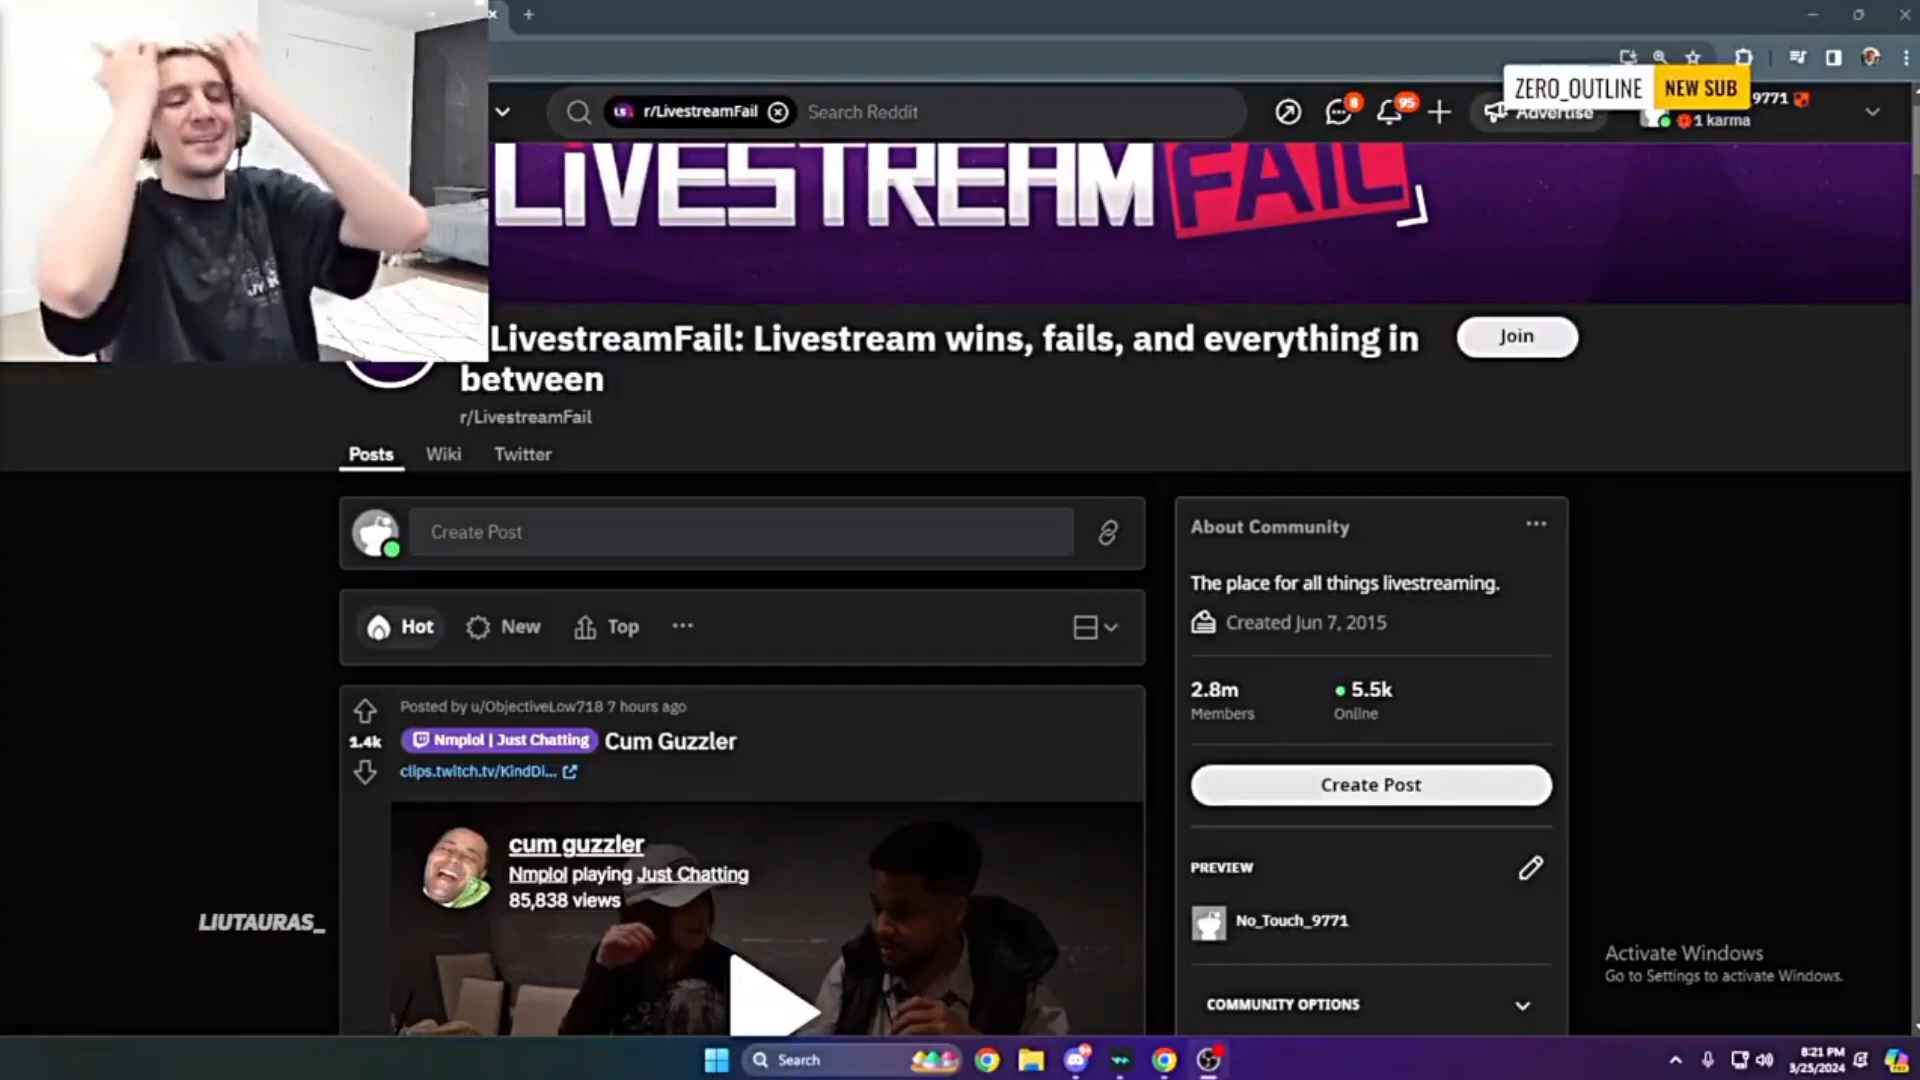 ZERO_OUTLINE NEW SUB
r/LivestreamFail
Search Reddit
8
95
Advertise
9771
1 karma
LiVESTREAM FAIL
LivestreamFail: Livestream wins, fails, and everything in
between
Join
r/LivestreamFail
Posts Wiki Twitter
Create Post
Hot New Top
Posted by u/ObjectiveLow718 7 hours ago
1.4k
Nmplol | Just Chatting Cum Guzzler
clips.twitch.tv/KindDi...
cum guzzler
Nmplol playing Just Chatting
85,838 views
About Community
The place for all things livestreaming.
Created Jun 7, 2015
2.8m 5.5k
Members Online
Create Post
PREVIEW
No_Touch_9771
COMMUNITY OPTIONS
LIUTAURAS_
Activate Windows
Go to Settings to activate Windows.
Search
8:21 PM
3/25/2024